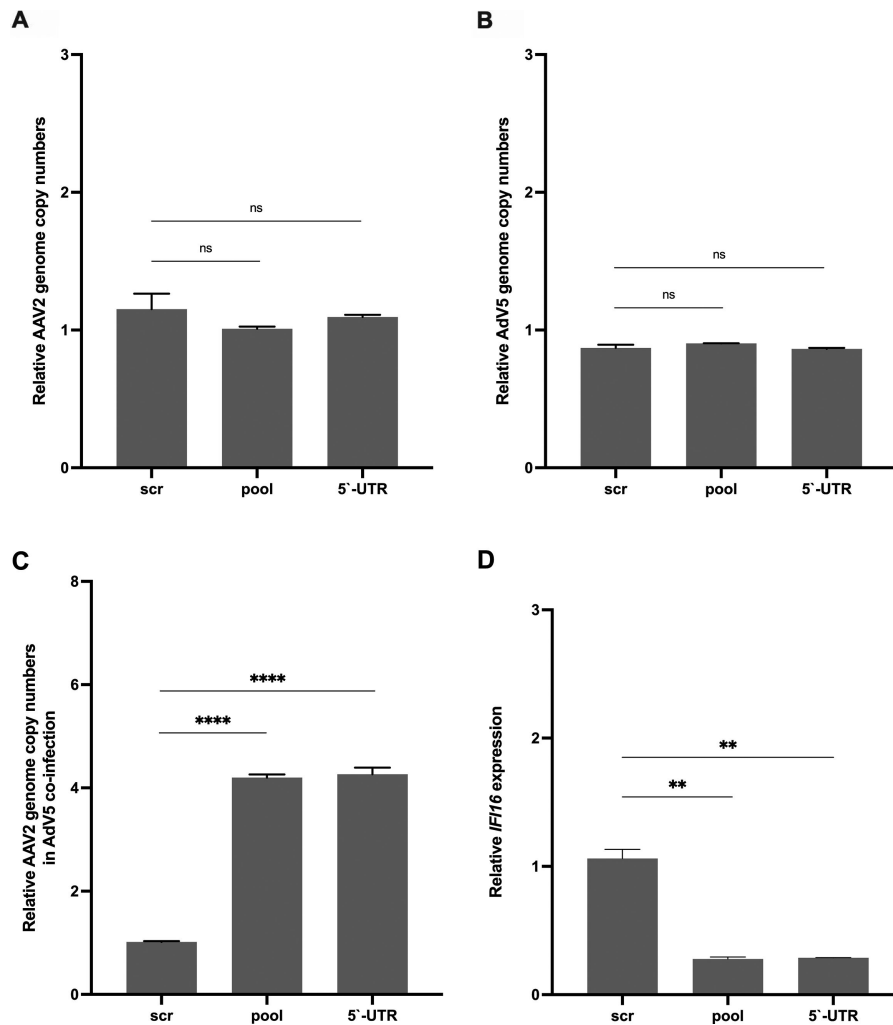 A
Relative AAV2 genome copy numbers
3
2
1
0
ns
ns
scr
pool
5`-UTR
B
Relative AdV5 genome copy numbers
3
2
1
0
ns
ns
scr
pool
5`-UTR
C
Relative AAV2 genome copy numbers
in AdV5 co-infection
8
6
4
2
0
****
****
scr
pool
5`-UTR
D
Relative IFI16 expression
3
2
1
0
**
**
scr
pool
5`-UTR